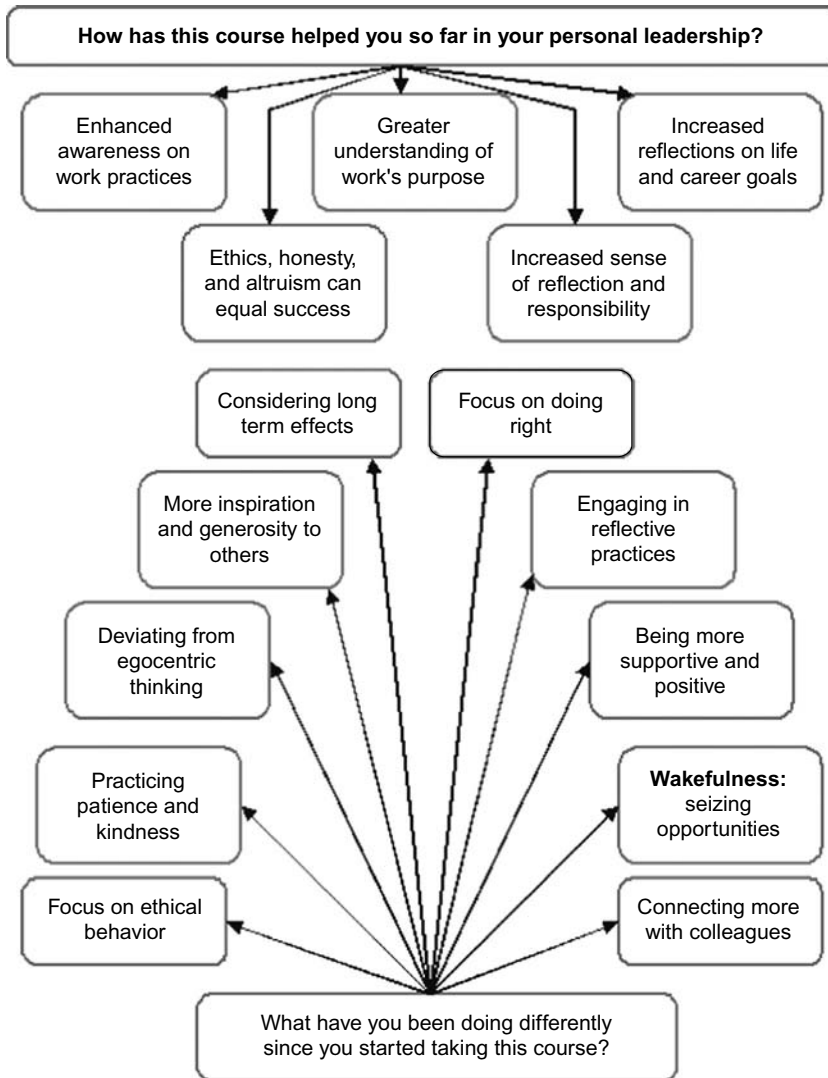 How has this course helped you so far in your personal leadership?
Enhanced
awareness on
work practices
Greater
understanding of
work's purpose
Increased
reflections on life
and career goals
Ethics, honesty,
and altruism can
equal success
Increased sense
of reflection and
responsibility
Considering long
term effects
Focus on doing
right
More inspiration
and generosity to
others
Engaging in
reflective
practices
Deviating from
egocentric
thinking
Being more
supportive and
positive
Practicing
patience and
kindness
Wakefulness:
seizing
opportunities
Focus on ethical
behavior
Connecting more
with colleagues
What have you been doing differently
since you started taking this course?